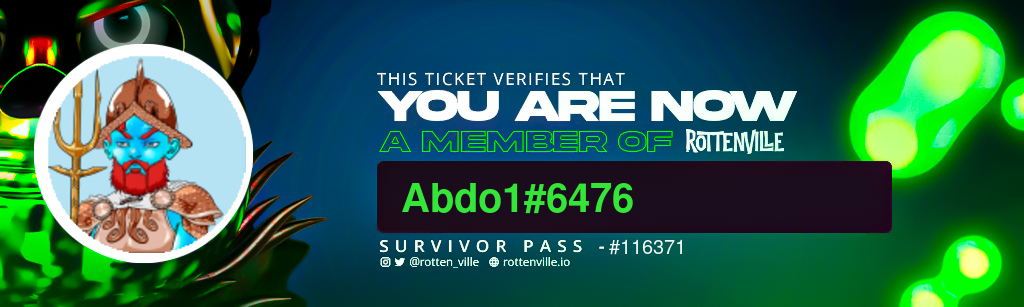 THIS TICKET VERIFIES THAT
YOU ARE NOW
A MEMBER OF ROTTENVILLE
Abdo1#6476
SURVIVOR PASS - #116371
@rotten_ville rottenville.io